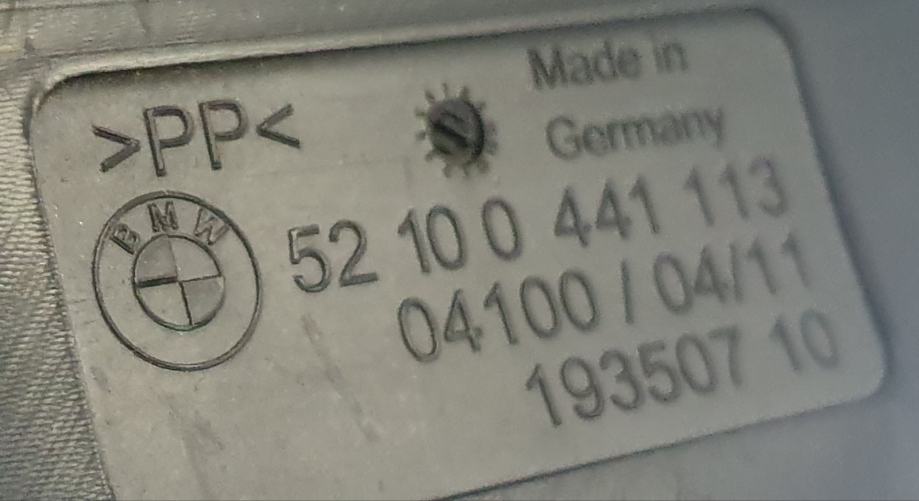 >PP<
Made in
Germany
BMW
52 10 0 441 113
04100 / 04/11
193507 10